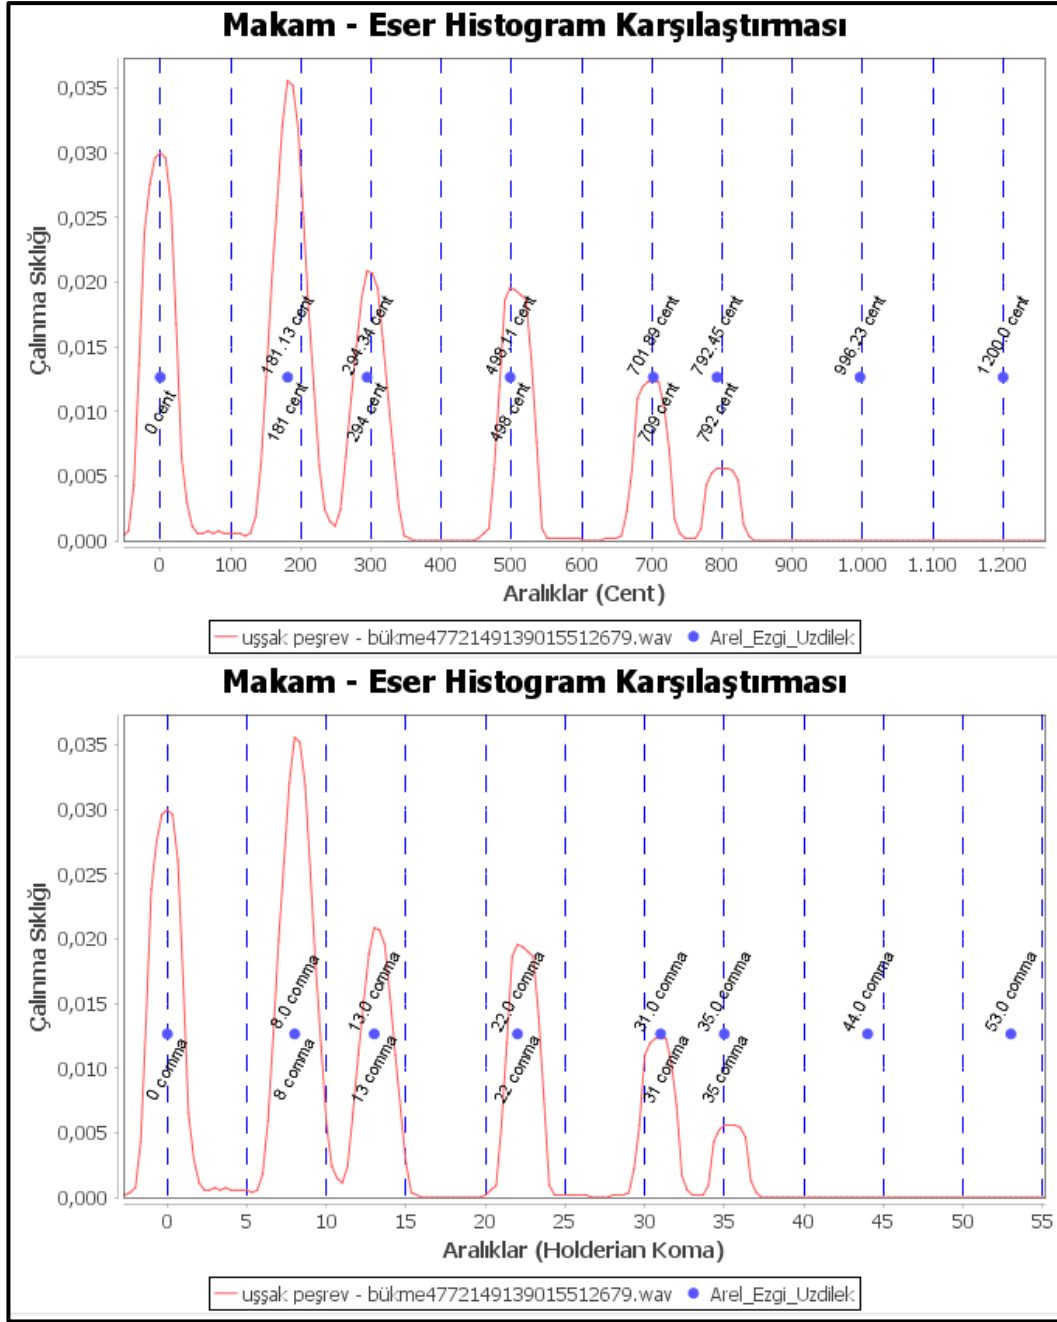 Makam - Eser Histogram Karşılaştırması
Çalınma Sıklığı
0,035
0,030
0,025
0,020
0,015
0,010
0,005
0,000
181.13 cent
294.34 cent
498.11 cent
701.89 cent
792.45 cent
996.23 cent
1200.0 cent
0 cent
181 cent
294 cent
498 cent
709 cent
792 cent
0 100 200 300 400 500 600 700 800 900 1.000 1.100 1.200
Aralıklar (Cent)
uşşak peşrev - bükme4772149139015512679.wav Arel_Ezgi_Uzdilek
Makam - Eser Histogram Karşılaştırması
Çalınma Sıklığı
0,035
0,030
0,025
0,020
0,015
0,010
0,005
0,000
8.0 comma
13.0 comma
22.0 comma
31.0 comma
35.0 comma
44.0 comma
53.0 comma
0 comma
8 comma
13 comma
22 comma
31 comma
35 comma
0 5 10 15 20 25 30 35 40 45 50 55
Aralıklar (Holderian Koma)
uşşak peşrev - bükme4772149139015512679.wav Arel_Ezgi_Uzdilek